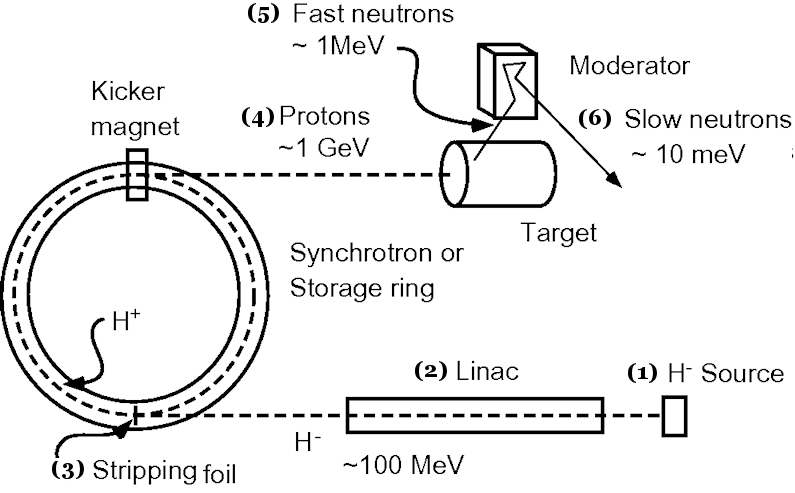 (5) Fast neutrons
~ 1MeV
Moderator
Kicker
magnet
(4) Protons
~1 GeV
(6) Slow neutrons
~ 10 meV
Target
Synchrotron or
Storage ring
H⁺
(2) Linac
(1) H⁻ Source
H⁻
~100 MeV
(3) Stripping foil